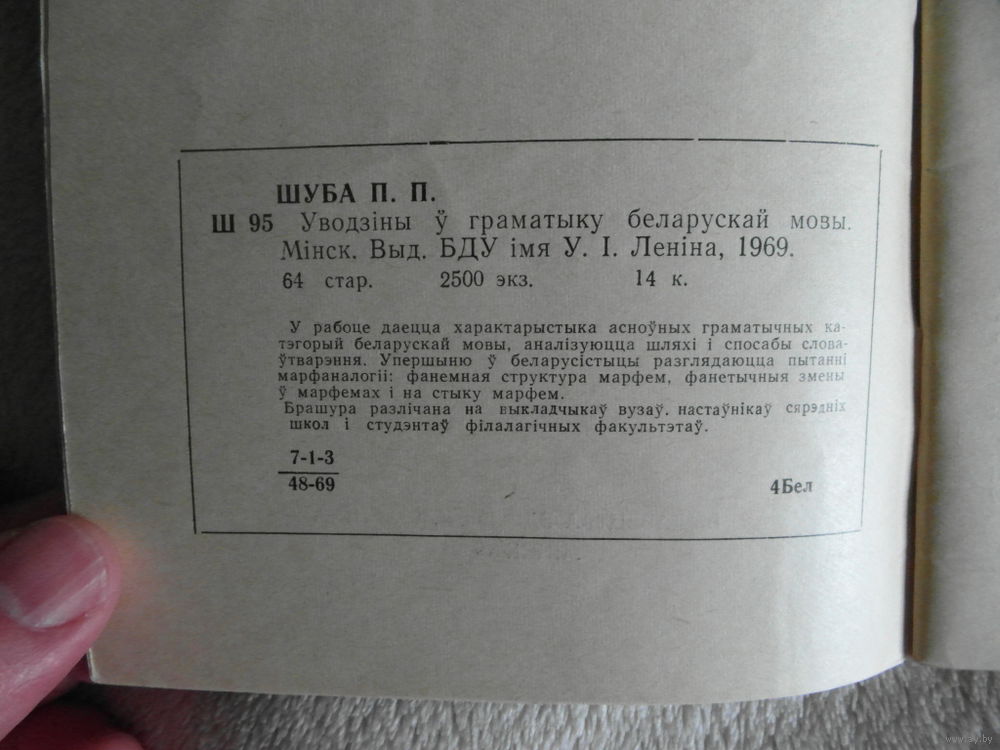 ШУБА П. П.
Ш 95 Уводзіны ў граматыку беларускай мовы.
Мінск. Выд. БДУ імя У. І. Леніна, 1969.
64 стар. 2500 экз. 14 к.
У рабоце даецца характарыстыка асноўных граматычных ка-
тэгорый беларускай мовы, аналізуюцца шляхі і спосабы слова-
ўтварэння. Упершыню ў беларусістыцы разглядаюцца пытанні
марфаналогіі: фанемная структура марфем, фанетычныя змены
ў марфемах і на стыку марфем.
Брашура разлічана на выкладчыкаў вузаў. настаўнікаў сярэдніх
школ і студэнтаў філалагічных факультэтаў.
7-1-3
48-69
4Бел
www.ay.by